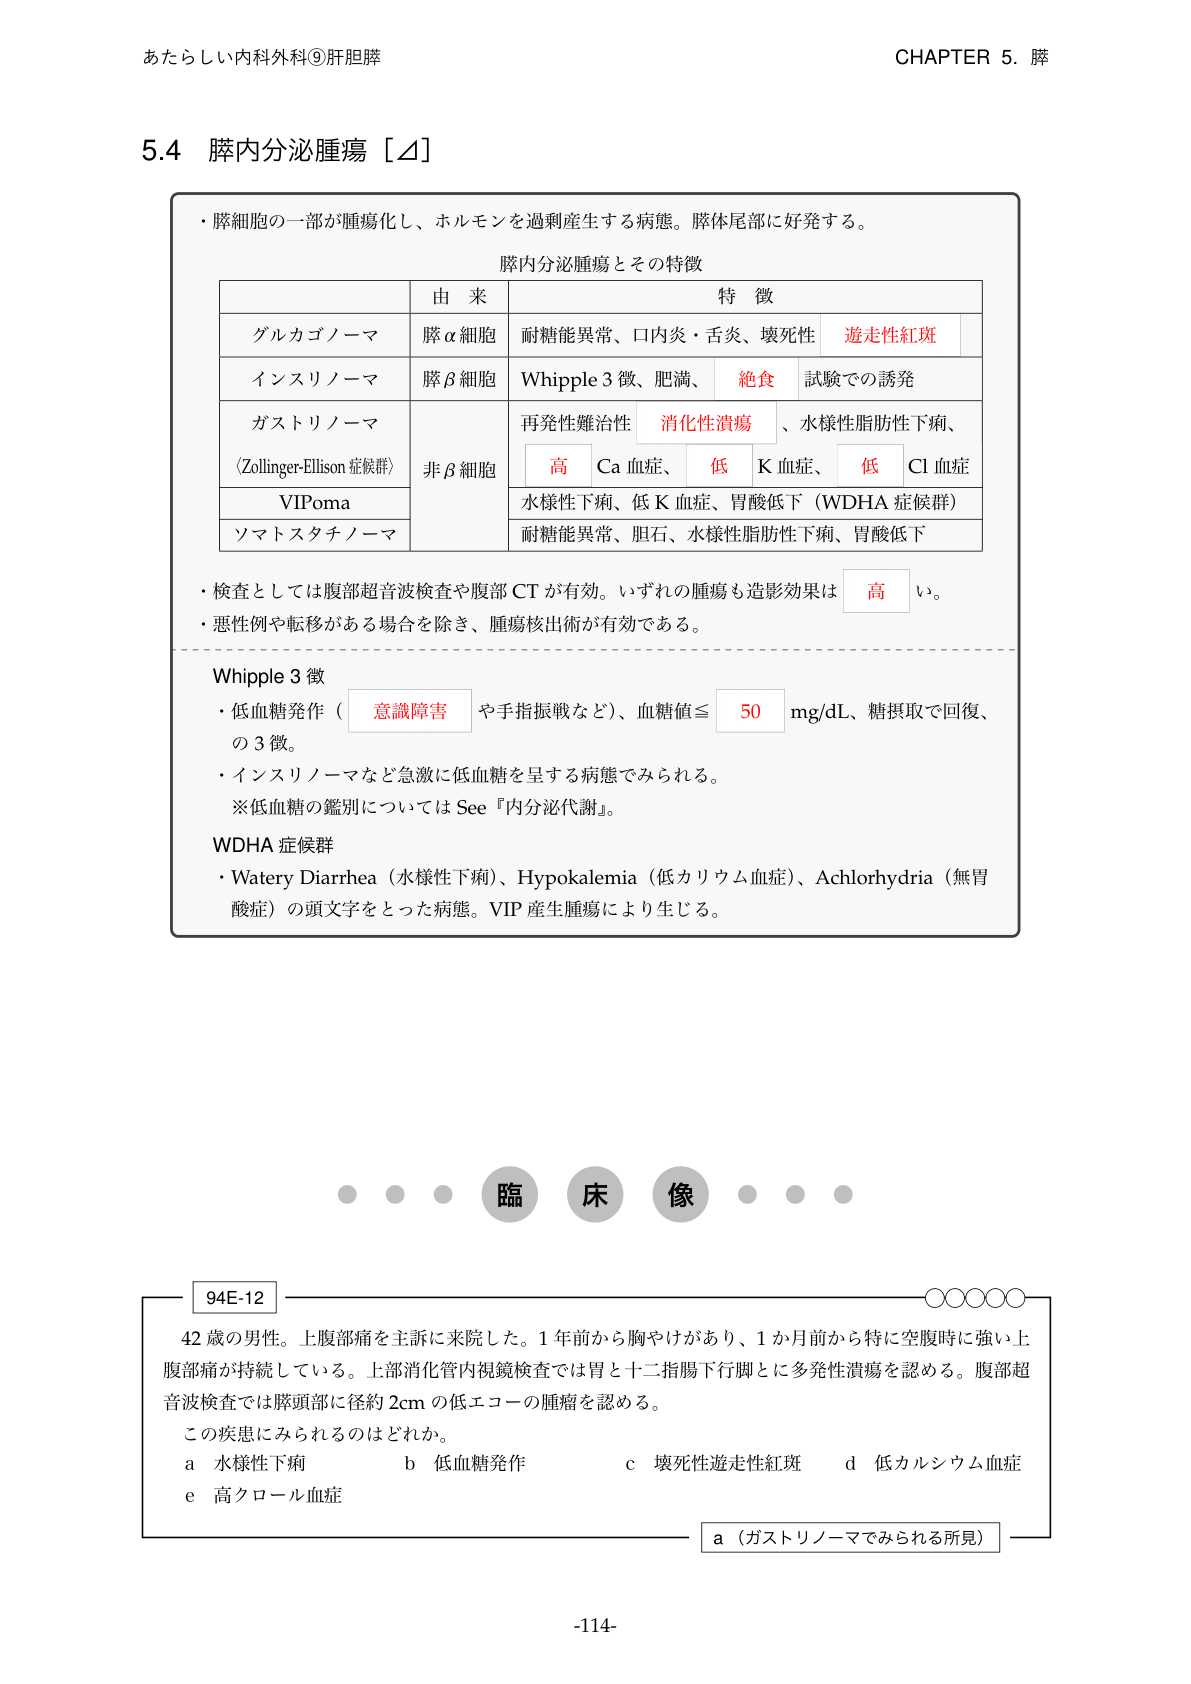 あたらしい内科外科⑨肝胆膵
CHAPTER 5. 膵
5.4 膵内分泌腫瘍［⊿］
・膵細胞の一部が腫瘍化し、ホルモンを過剰産生する病態。膵体尾部に好発する。
膵内分泌腫瘍とその特徴
由 来 特 徴
グルカゴノーマ 膵α細胞 耐糖能異常、口内炎・舌炎、壊死性 遊走性紅斑
インスリノーマ 膵β細胞 Whipple 3 徴、肥満、 絶食 試験での誘発
ガストリノーマ 再発性難治性 消化性潰瘍 、水様性脂肪性下痢、
〈Zollinger-Ellison 症候群〉 非β細胞 高 Ca 血症、 低 K 血症、 低 Cl 血症
VIPoma 水様性下痢、低 K 血症、胃酸低下（WDHA 症候群）
ソマトスタチノーマ 耐糖能異常、胆石、水様性脂肪性下痢、胃酸低下
・検査としては腹部超音波検査や腹部 CT が有効。いずれの腫瘍も造影効果は 高 い。
・悪性例や転移がある場合を除き、腫瘍核出術が有効である。
Whipple 3 徴
・低血糖発作（ 意識障害 や手指振戦など）、血糖値≦ 50 mg/dL、糖摂取で回復、
の 3 徴。
・インスリノーマなど急激に低血糖を呈する病態でみられる。
※低血糖の鑑別については See『内分泌代謝』。
WDHA 症候群
・Watery Diarrhea（水様性下痢）、Hypokalemia（低カリウム血症）、Achlorhydria（無胃
酸症）の頭文字をとった病態。VIP 産生腫瘍により生じる。
臨 床 像
94E-12
42 歳の男性。上腹部痛を主訴に来院した。1 年前から胸やけがあり、1 か月前から特に空腹時に強い上
腹部痛が持続している。上部消化管内視鏡検査では胃と十二指腸下行脚とに多発性潰瘍を認める。腹部超
音波検査では膵頭部に径約 2cm の低エコーの腫瘤を認める。
この疾患にみられるのはどれか。
a 水様性下痢 b 低血糖発作 c 壊死性遊走性紅斑 d 低カルシウム血症
e 高クロール血症
a （ガストリノーマでみられる所見）
-114-